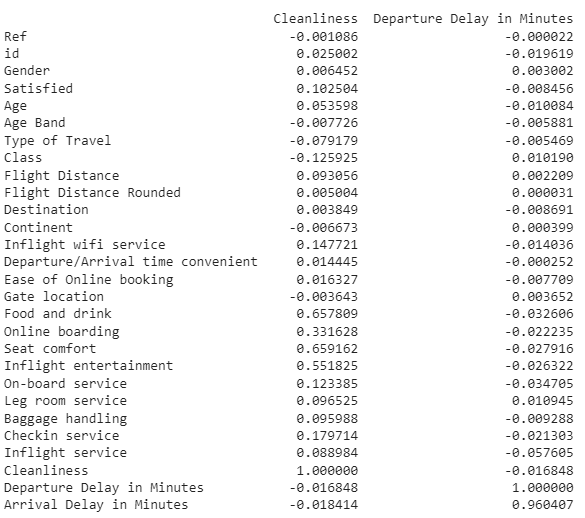 Cleanliness Departure Delay in Minutes
Ref -0.001086 -0.000022
id 0.025002 -0.019619
Gender 0.006452 0.003002
Satisfied 0.102504 -0.008456
Age 0.053598 -0.010084
Age Band -0.007726 -0.005881
Type of Travel -0.079179 -0.005469
Class -0.125925 0.010190
Flight Distance 0.093056 0.002209
Flight Distance Rounded 0.005004 0.000031
Destination 0.003849 -0.008691
Continent -0.006673 0.000399
Inflight wifi service 0.147721 -0.014036
Departure/Arrival time convenient 0.014445 -0.000252
Ease of Online booking 0.016327 -0.007709
Gate location -0.003643 0.003652
Food and drink 0.657809 -0.032606
Online boarding 0.331628 -0.022235
Seat comfort 0.659162 -0.027916
Inflight entertainment 0.551825 -0.026322
On-board service 0.123385 -0.034705
Leg room service 0.096525 0.010945
Baggage handling 0.095988 -0.009288
Checkin service 0.179714 -0.021303
Inflight service 0.088984 -0.057605
Cleanliness 1.000000 -0.016848
Departure Delay in Minutes -0.016848 1.000000
Arrival Delay in Minutes -0.018414 0.960407